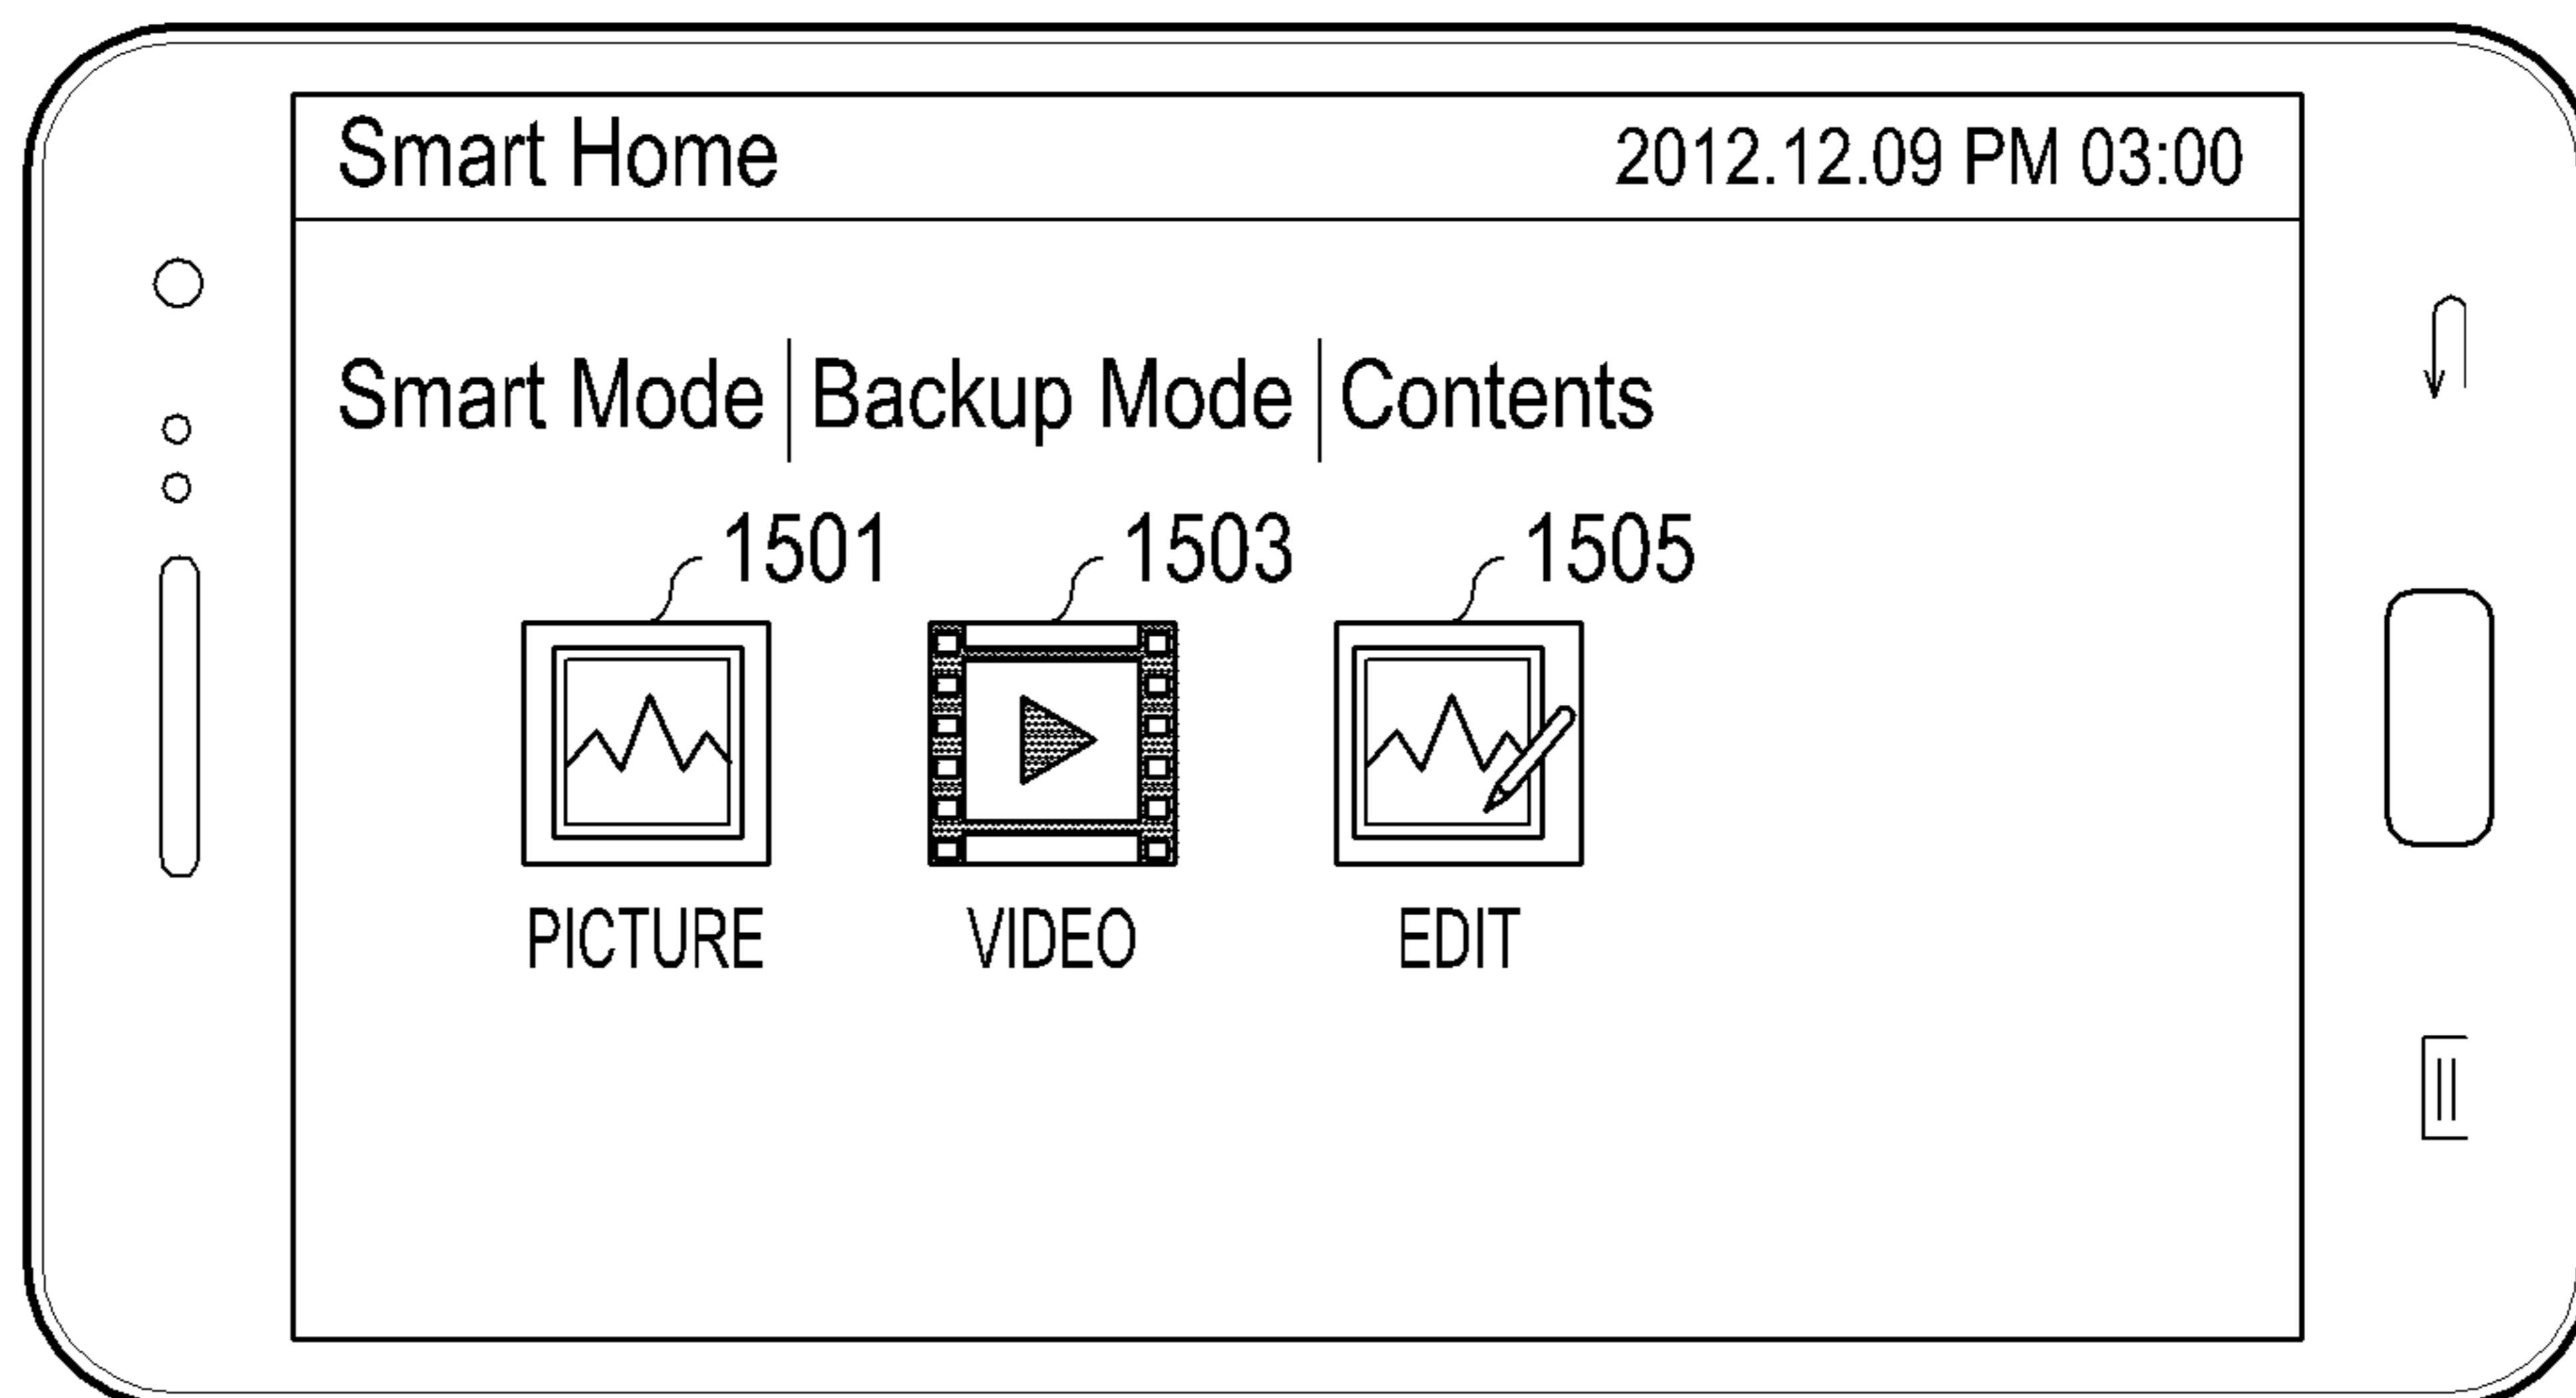 Smart Home 2012.12.09 PM 03:00
Smart Mode Backup Mode Contents
1501 1503 1505
PICTURE VIDEO EDIT